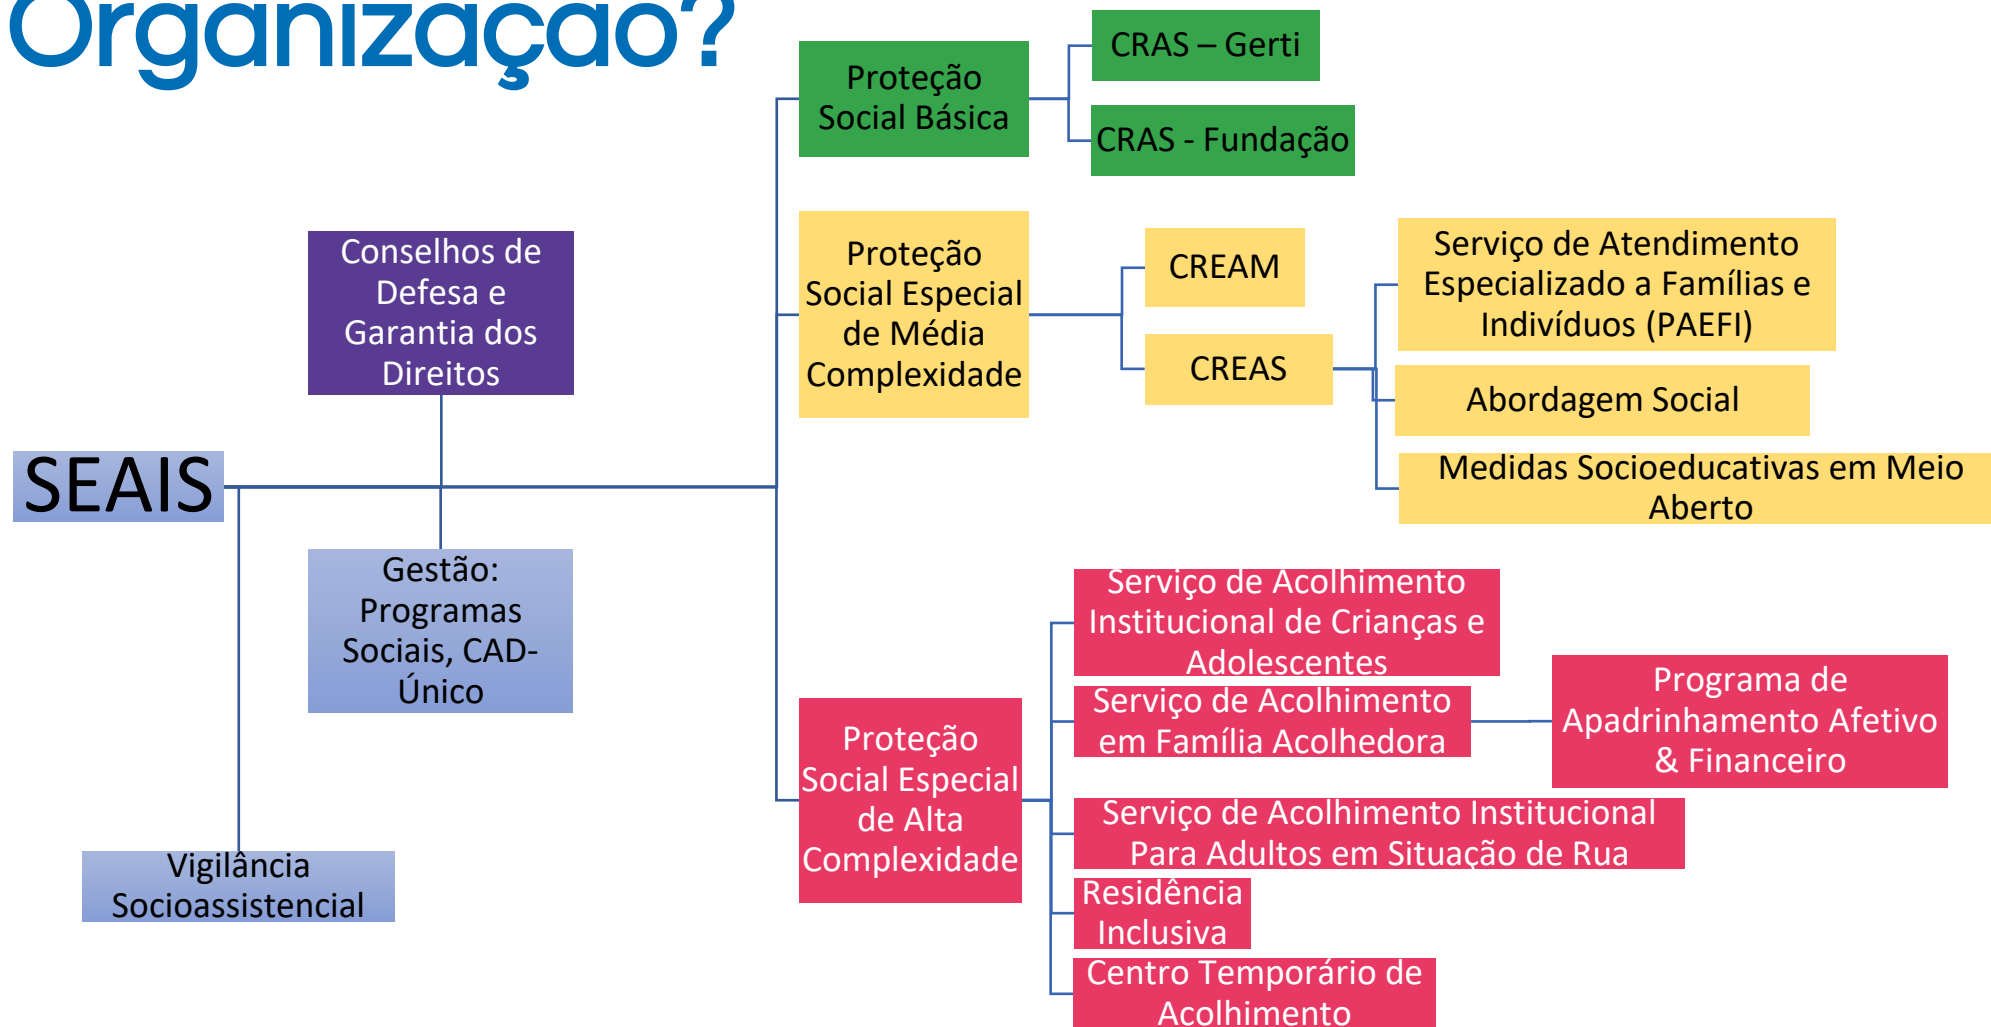 Organização?
SEAIS
Conselhos de
Defesa e
Garantia dos
Direitos
Gestão:
Programas
Sociais, CAD-
Único
Vigilância
Socioassistencial
Proteção
Social Básica
CRAS – Gerti
CRAS - Fundação
Proteção
Social Especial
de Média
Complexidade
CREAM
CREAS
Serviço de Atendimento
Especializado a Famílias e
Indivíduos (PAEFI)
Abordagem Social
Medidas Socioeducativas em Meio
Aberto
Proteção
Social Especial
de Alta
Complexidade
Serviço de Acolhimento
Institucional de Crianças e
Adolescentes
Serviço de Acolhimento
em Família Acolhedora
Programa de
Apadrinhamento Afetivo
& Financeiro
Serviço de Acolhimento Institucional
Para Adultos em Situação de Rua
Residência
Inclusiva
Centro Temporário de
Acolhimento